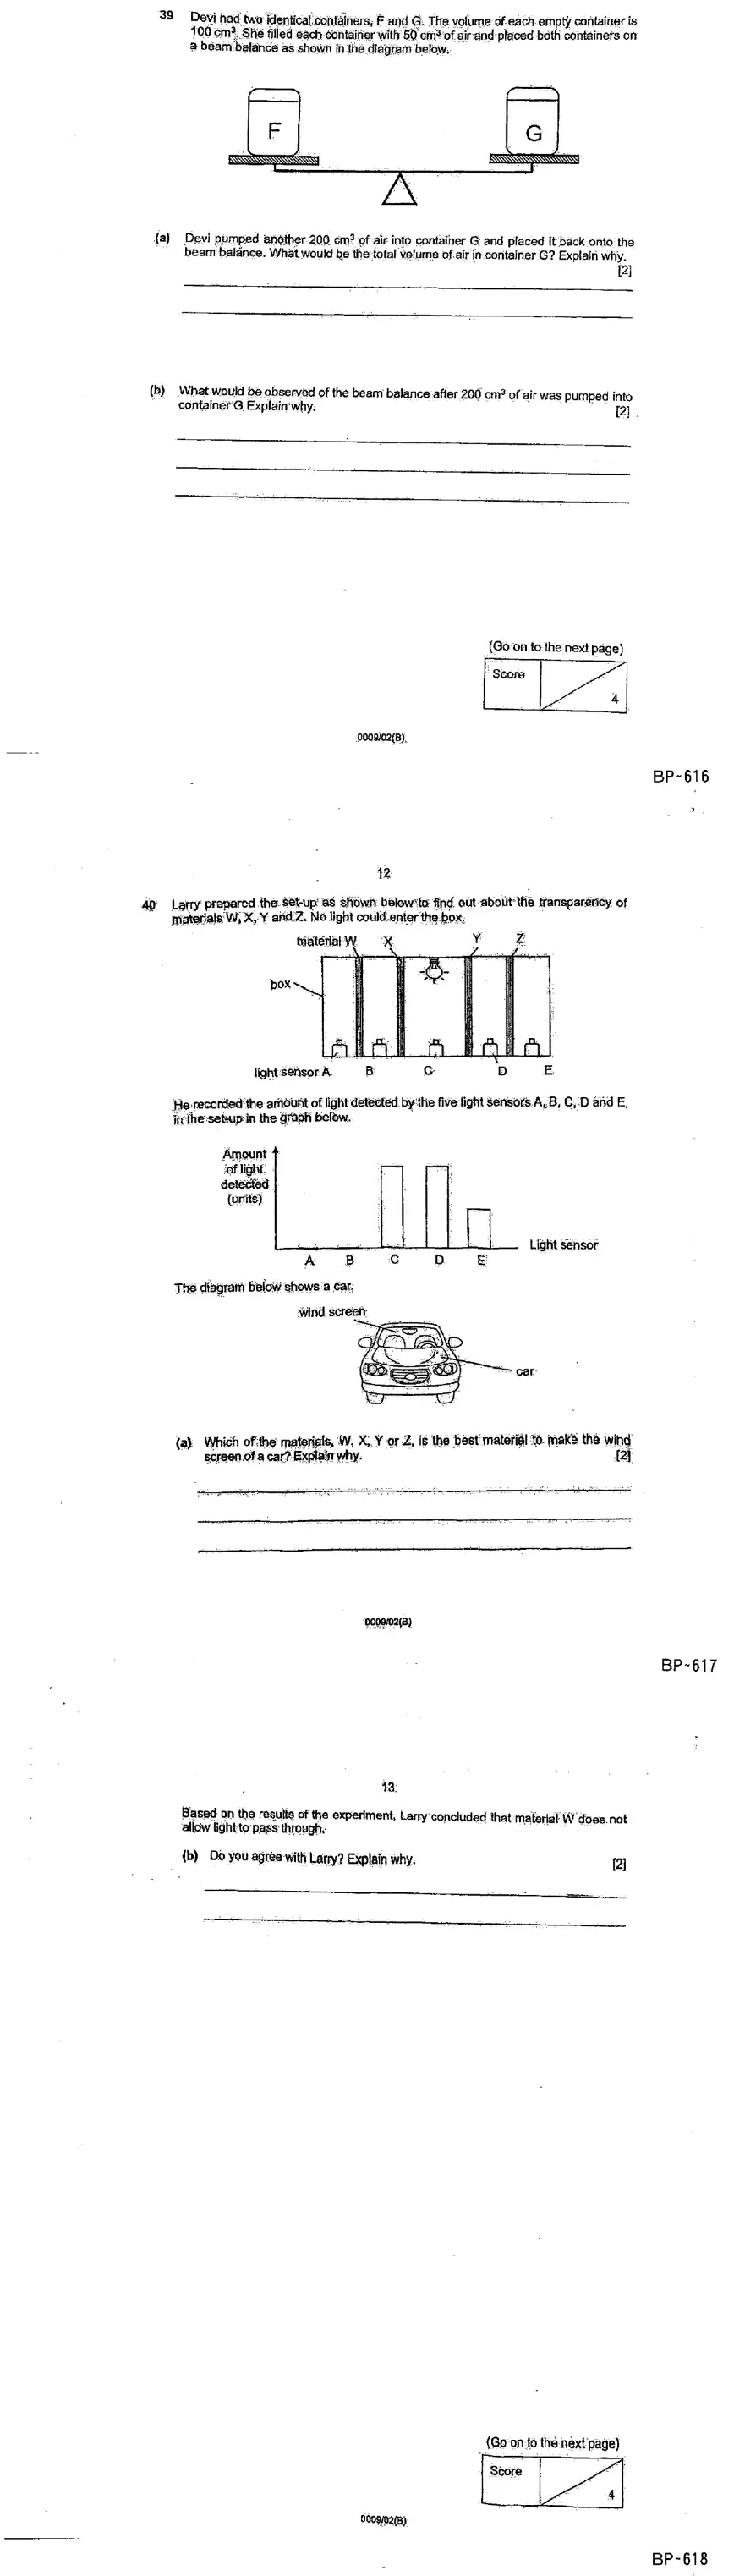 39 Devi had two identical containers, F and G. The volume of each empty container is
100 cm³. She filled each container with 50 cm³ of air and placed both containers on
a beam balance as shown in the diagram below.
F
G
(a) Devi pumped another 200 cm³ of air into container G and placed it back onto the
beam balance. What would be the total volume of air in container G? Explain why.
[2]
(b) What would be observed of the beam balance after 200 cm³ of air was pumped into
container G Explain why.
[2]
(Go on to the next page)
Score
4
0009/02(B)
BP-616
12
40 Larry prepared the set-up as shown below to find out about the transparency of
materials W, X, Y and Z. No light could enter the box.
material W X Y Z
box
light sensor A B C D E
He recorded the amount of light detected by the five light sensors A, B, C, D and E,
in the set-up in the graph below.
Amount
of light
detected
(units)
Light sensor
A B C D E
The diagram below shows a car.
wind screen
car
(a) Which of the materials, W, X, Y or Z, is the best material to make the wind
screen of a car? Explain why. [2]
0009/02(B)
BP-617
13
Based on the results of the experiment, Larry concluded that material W does not
allow light to pass through.
(b) Do you agree with Larry? Explain why. [2]
(Go on to the next page)
Score
4
0009/02(B)
BP-618